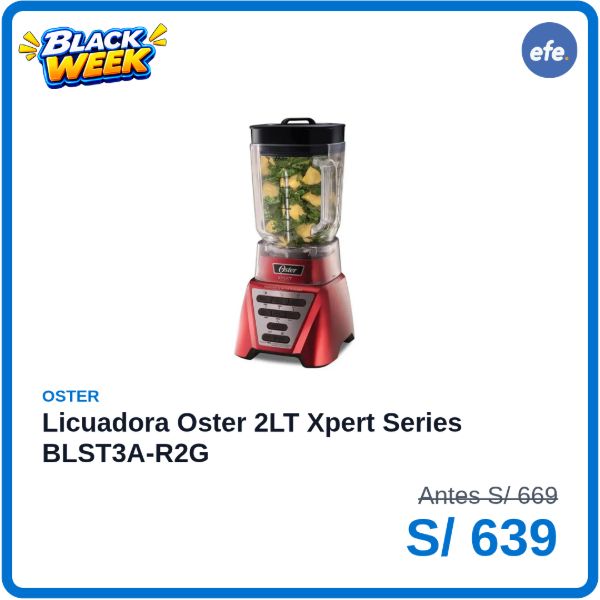 BLACK
WEEK
efe.
Oster
OSTER
Licuadora Oster 2LT Xpert Series
BLST3A-R2G
Antes S/ 669
S/ 639